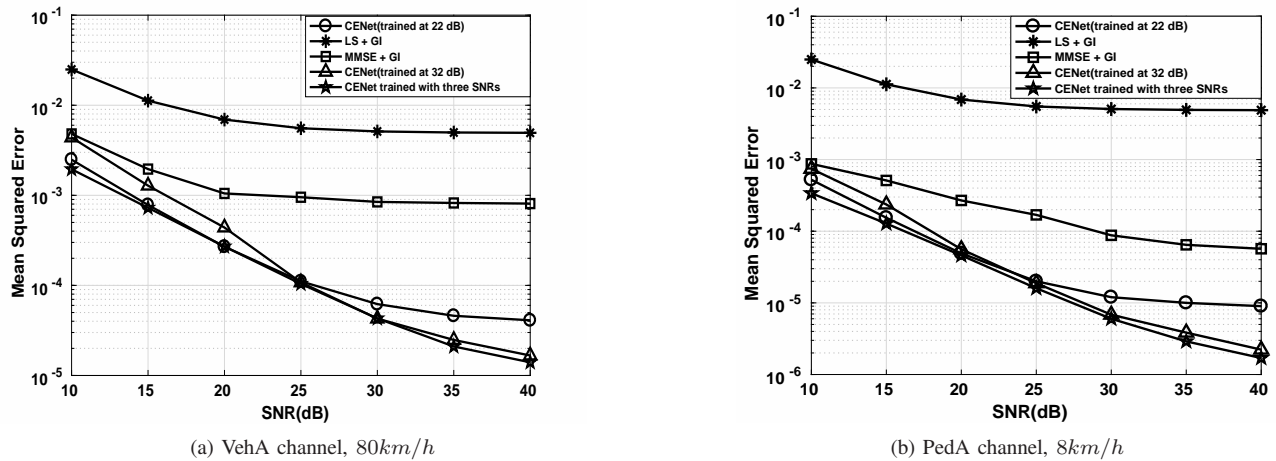 10^-1
10^-2
10^-3
10^-4
10^-5
Mean Squared Error
CENet(trained at 22 dB)
LS + GI
MMSE + GI
CENet(trained at 32 dB)
CENet trained with three SNRs
10 15 20 25 30 35 40
SNR(dB)
(a) VehA channel, 80km/h
10^-1
10^-2
10^-3
10^-4
10^-5
10^-6
Mean Squared Error
CENet(trained at 22 dB)
LS + GI
MMSE + GI
CENet(trained at 32 dB)
CENet trained with three SNRs
10 15 20 25 30 35 40
SNR(dB)
(b) PedA channel, 8km/h